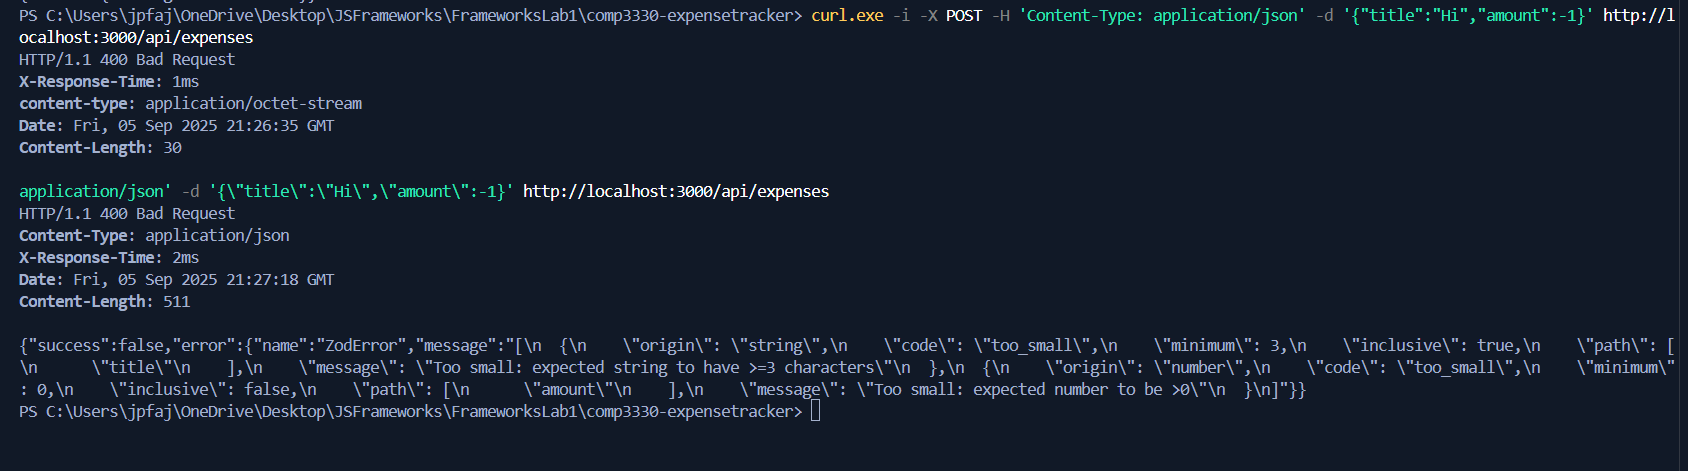 PS C:\Users\jpfaj\OneDrive\Desktop\JSFrameworks\FrameworksLab1\comp3330-expensetracker> curl.exe -i -X POST -H 'Content-Type: application/json' -d '{"title":"Hi","amount":-1}' http://l
ocalhost:3000/api/expenses
HTTP/1.1 400 Bad Request
X-Response-Time: 1ms
content-type: application/octet-stream
Date: Fri, 05 Sep 2025 21:26:35 GMT
Content-Length: 30

application/json' -d '{\"title\":\"Hi\",\"amount\":-1}' http://localhost:3000/api/expenses
HTTP/1.1 400 Bad Request
Content-Type: application/json
X-Response-Time: 2ms
Date: Fri, 05 Sep 2025 21:27:18 GMT
Content-Length: 511

{"success":false,"error":{"name":"ZodError","message":"[\n  {\n    \"origin\": \"string\",\n    \"code\": \"too_small\",\n    \"minimum\": 3,\n    \"inclusive\": true,\n    \"path\": [
\n      \"title\"\n    ],\n    \"message\": \"Too small: expected string to have >=3 characters\"\n  },\n  {\n    \"origin\": \"number\",\n    \"code\": \"too_small\",\n    \"minimum\"
: 0,\n    \"inclusive\": false,\n    \"path\": [\n      \"amount\"\n    ],\n    \"message\": \"Too small: expected number to be >0\"\n  }\n]"}}
PS C:\Users\jpfaj\OneDrive\Desktop\JSFrameworks\FrameworksLab1\comp3330-expensetracker>